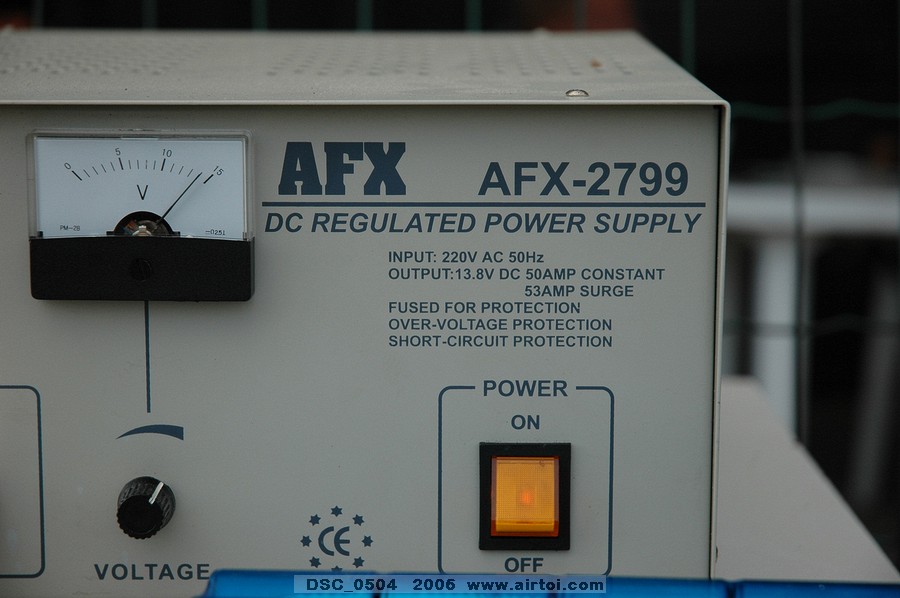 0 5 10 15
V
PM-2B
AFX AFX-2799
DC REGULATED POWER SUPPLY
INPUT: 220V AC 50Hz
OUTPUT:13.8V DC 50AMP CONSTANT
53AMP SURGE
FUSED FOR PROTECTION
OVER-VOLTAGE PROTECTION
SHORT-CIRCUIT PROTECTION
POWER
ON
OFF
VOLTAGE
CE
DSC_0504 2006 www.airtoi.com